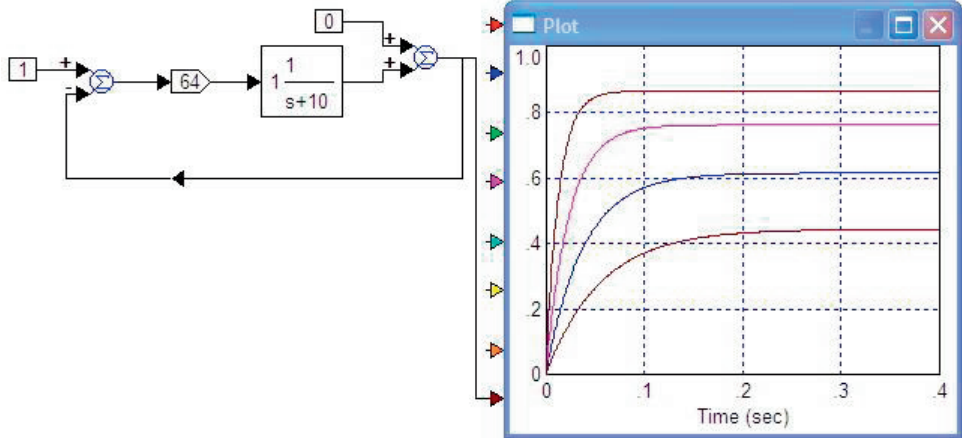 0
+
+
1
+
-
64
1 1
s+10
Σ
Σ
Plot
1.0
.8
.6
.4
.2
0
0 .1 .2 .3 .4
Time (sec)